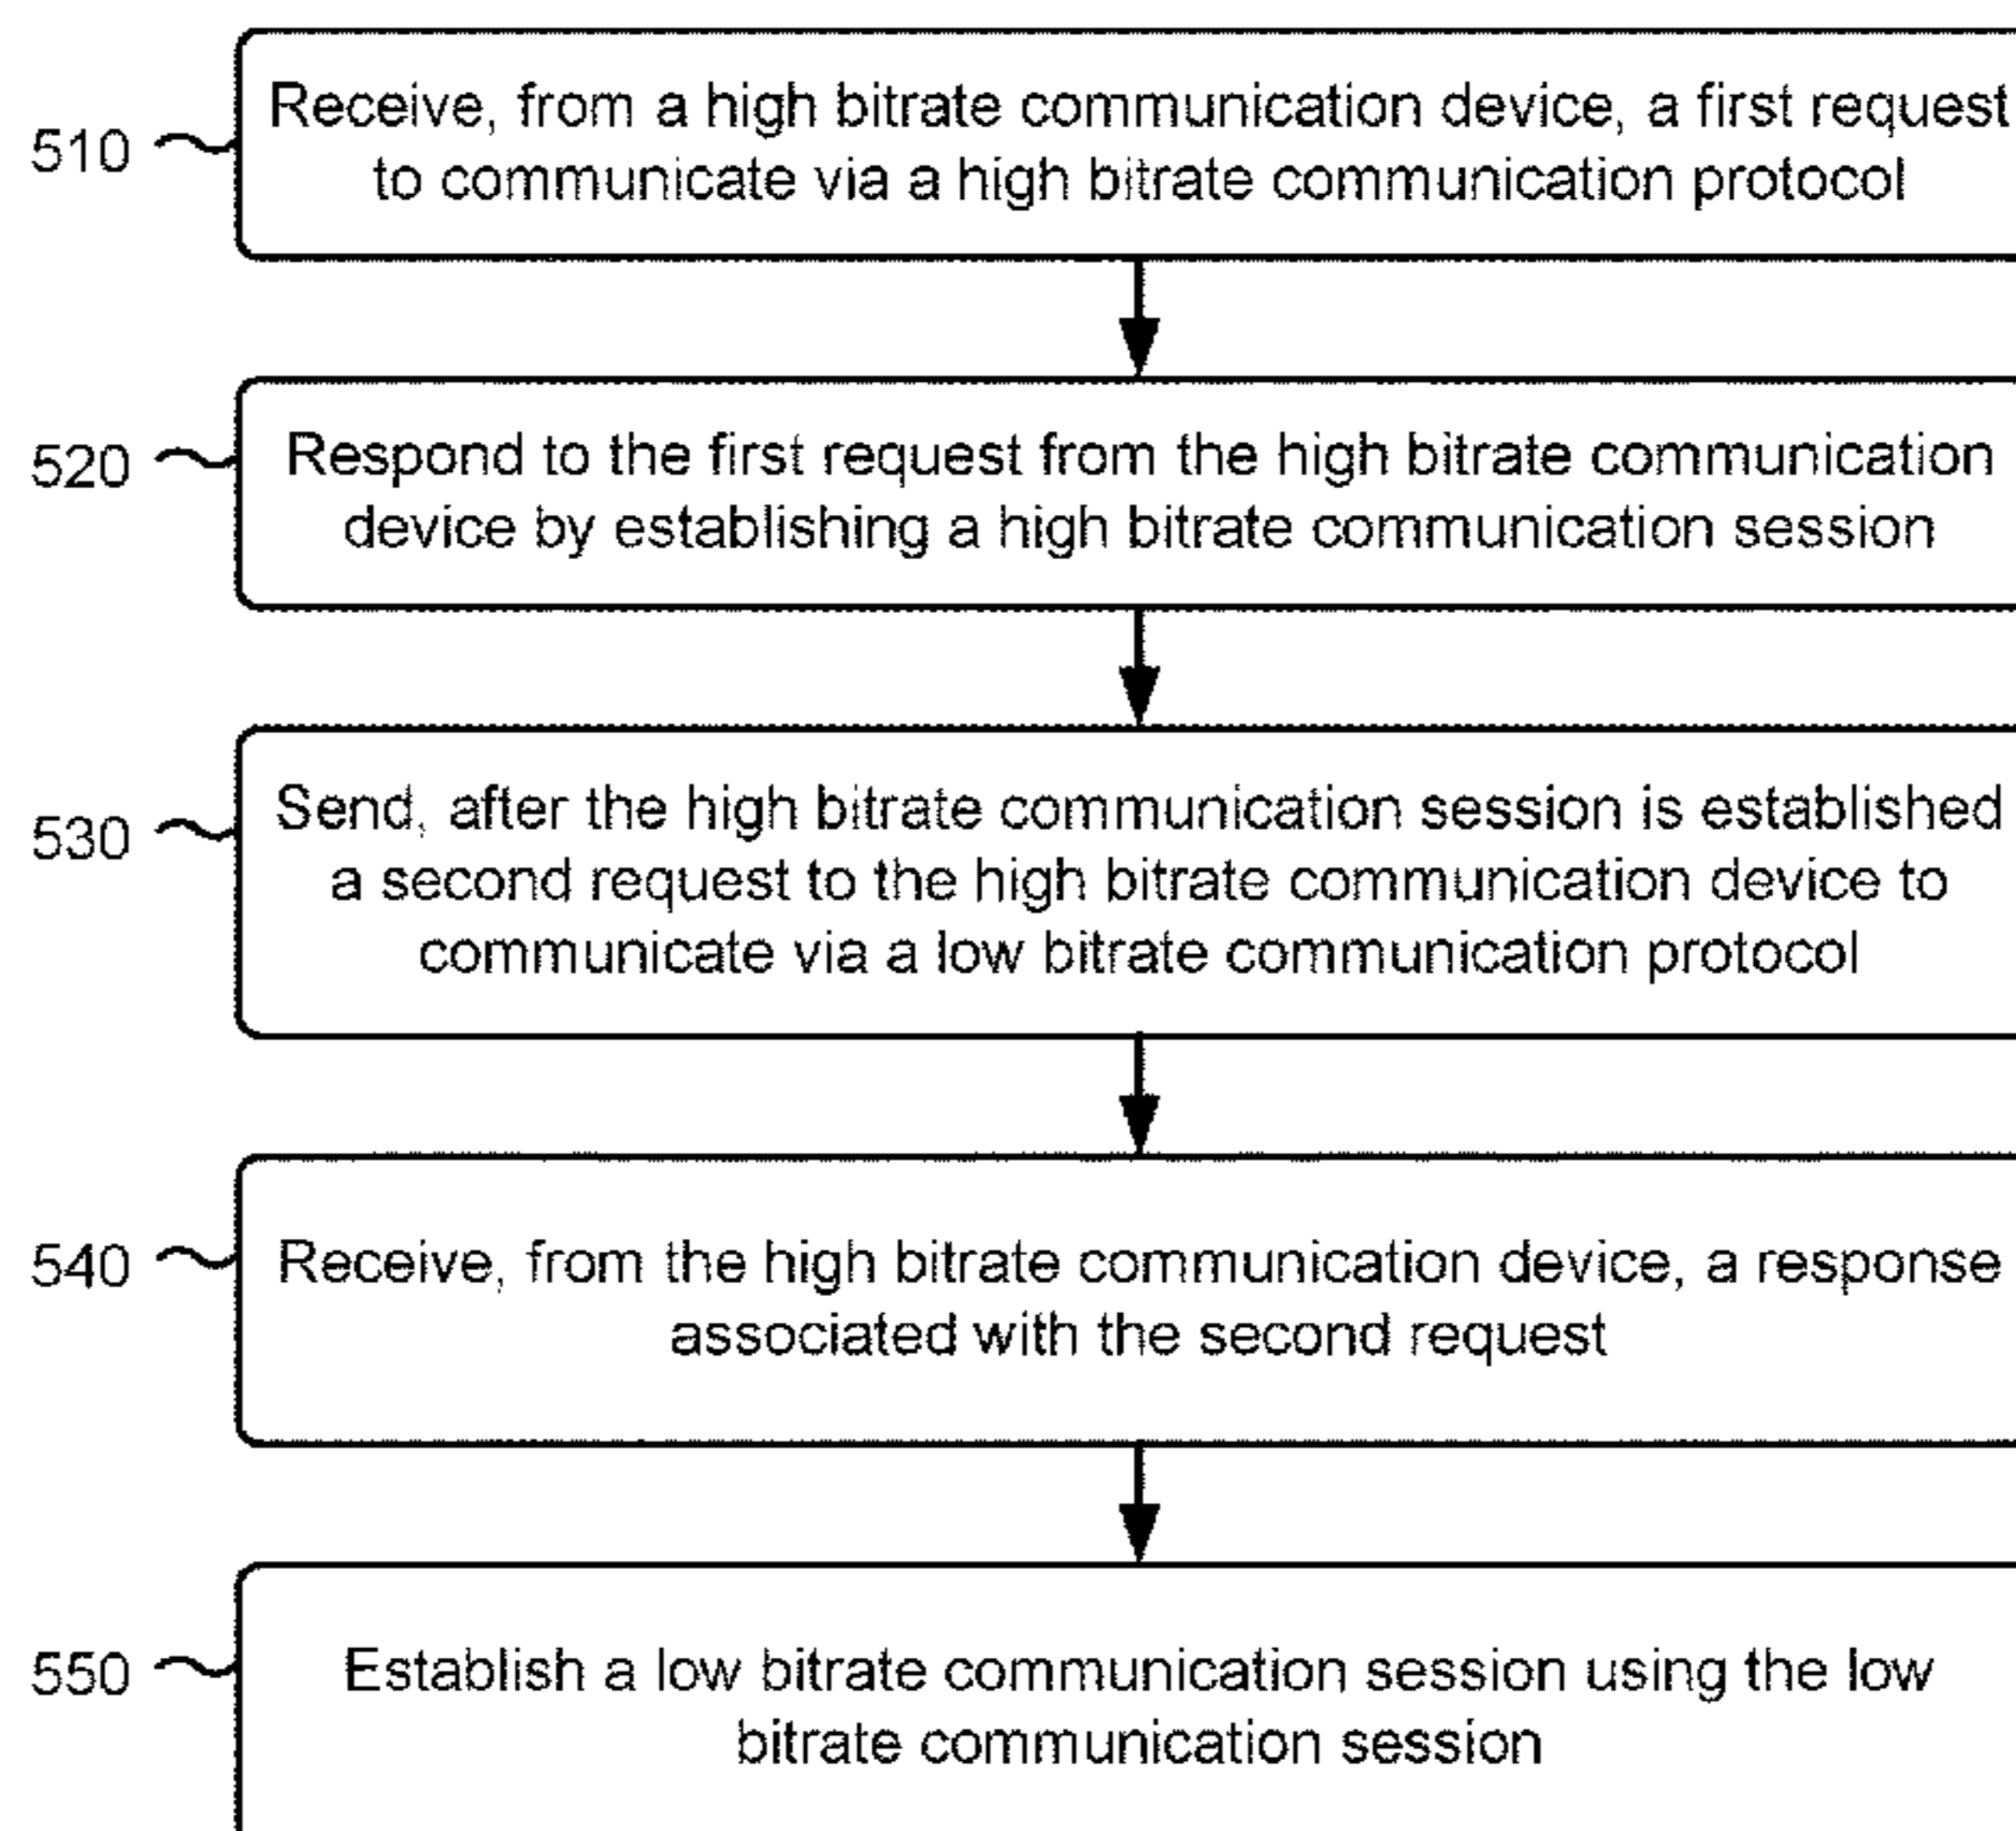 510
Receive, from a high bitrate communication device, a first request
to communicate via a high bitrate communication protocol
520
Respond to the first request from the high bitrate communication
device by establishing a high bitrate communication session
530
Send, after the high bitrate communication session is established
a second request to the high bitrate communication device to
communicate via a low bitrate communication protocol
540
Receive, from the high bitrate communication device, a response
associated with the second request
550
Establish a low bitrate communication session using the low
bitrate communication session